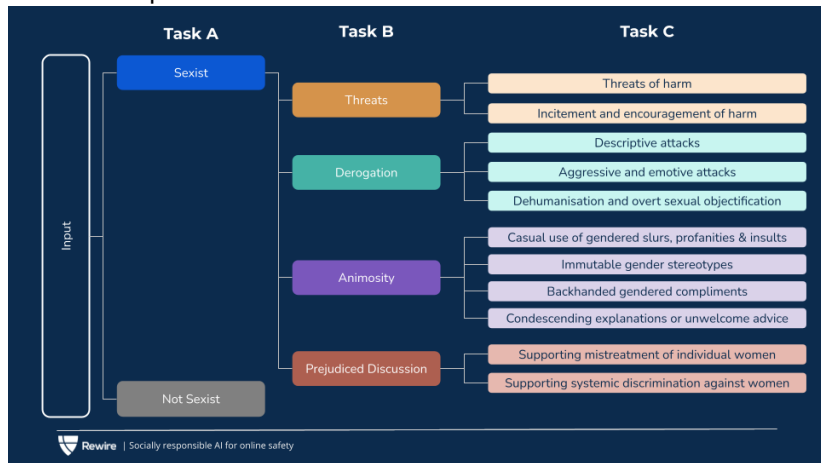 Task A
Task B
Task C
Input
Sexist
Not Sexist
Threats
Derogation
Animosity
Prejudiced Discussion
Threats of harm
Incitement and encouragement of harm
Descriptive attacks
Aggressive and emotive attacks
Dehumanisation and overt sexual objectification
Casual use of gendered slurs, profanities & insults
Immutable gender stereotypes
Backhanded gendered compliments
Condescending explanations or unwelcome advice
Supporting mistreatment of individual women
Supporting systemic discrimination against women
Rewire | Socially responsible AI for online safety